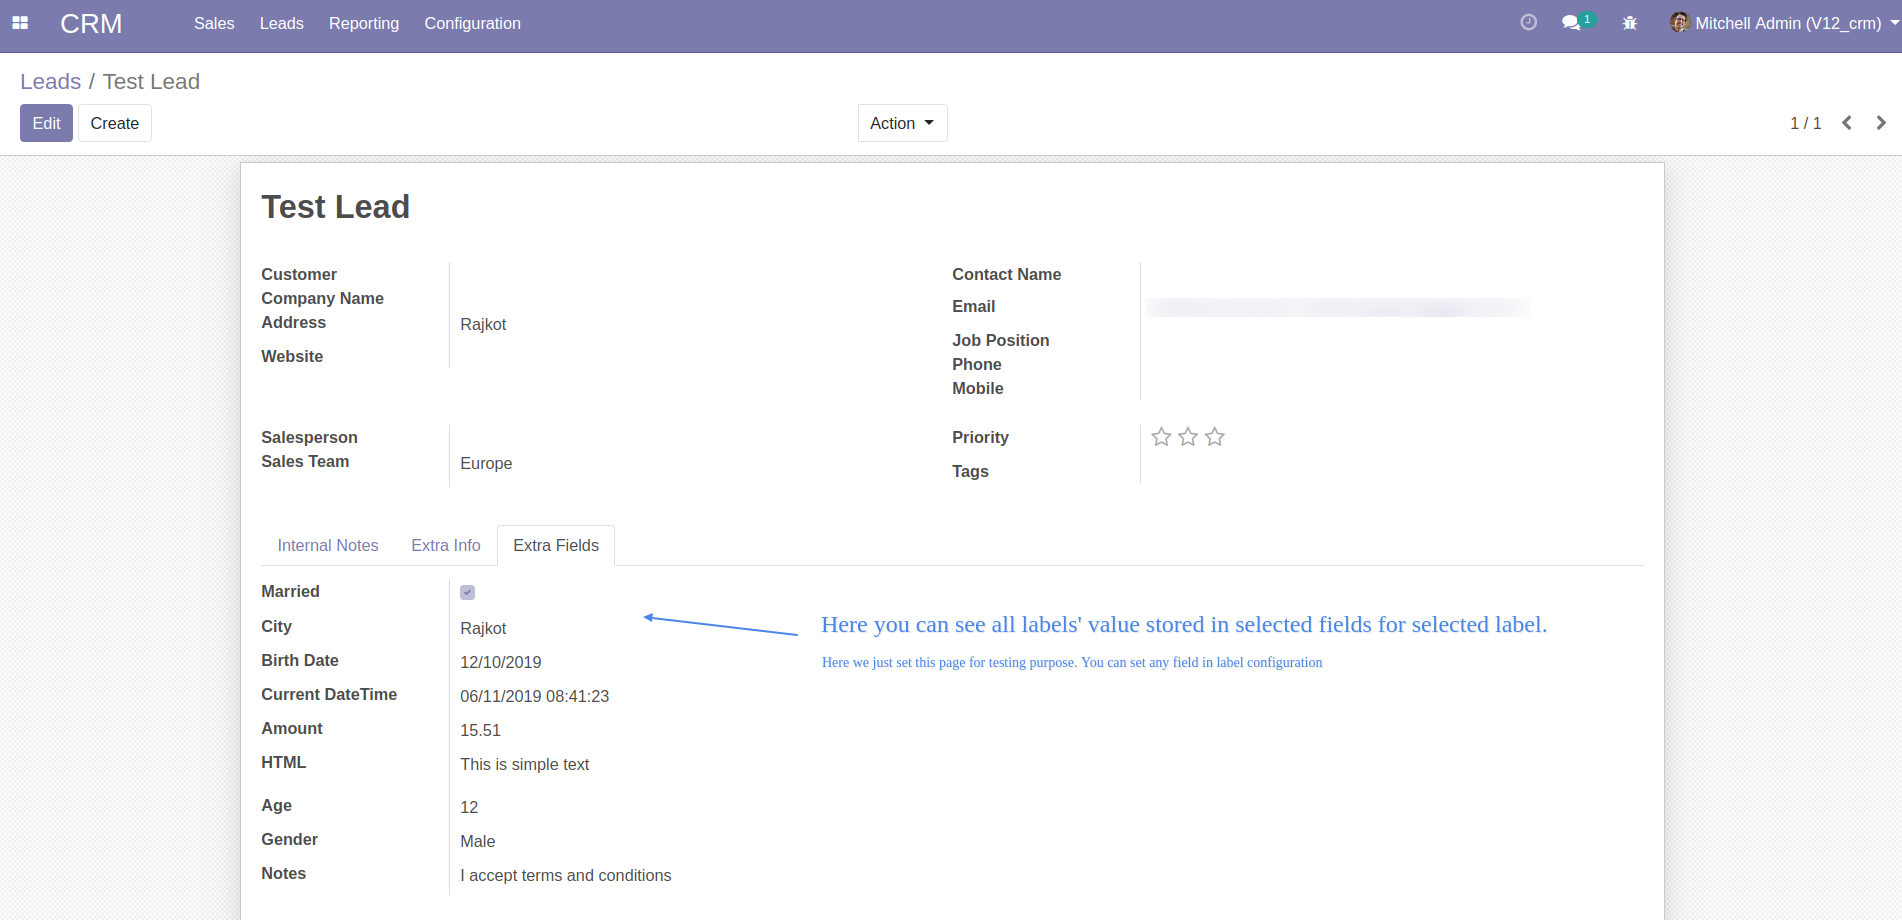 CRM Sales Leads Reporting Configuration 1 Mitchell Admin (V12_crm)
Leads / Test Lead
Edit Create Action 1 / 1
Test Lead
Customer
Company Name
Address Rajkot
Website
Contact Name
Email
Job Position
Phone
Mobile
Salesperson
Sales Team Europe
Priority
Tags
Internal Notes Extra Info Extra Fields
Married
City Rajkot
Birth Date 12/10/2019
Current DateTime 06/11/2019 08:41:23
Amount 15.51
HTML This is simple text
Age 12
Gender Male
Notes I accept terms and conditions
Here you can see all labels' value stored in selected fields for selected label.
Here we just set this page for testing purpose. You can set any field in label configuration